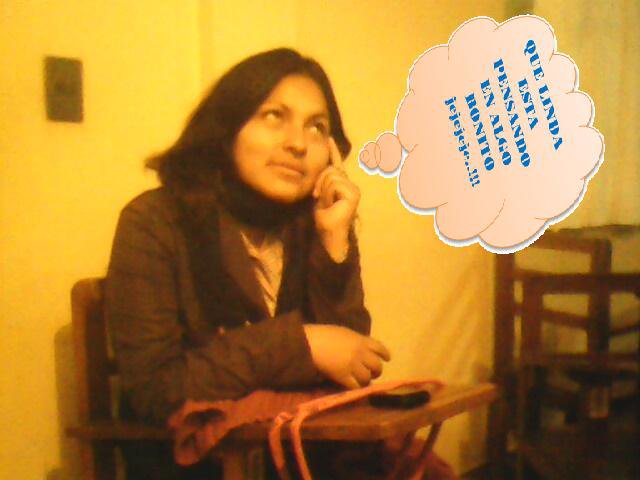 QUE LINDA
ESTA
PENSANDO
EN ALGO
BONITO
jejejeje..!!!